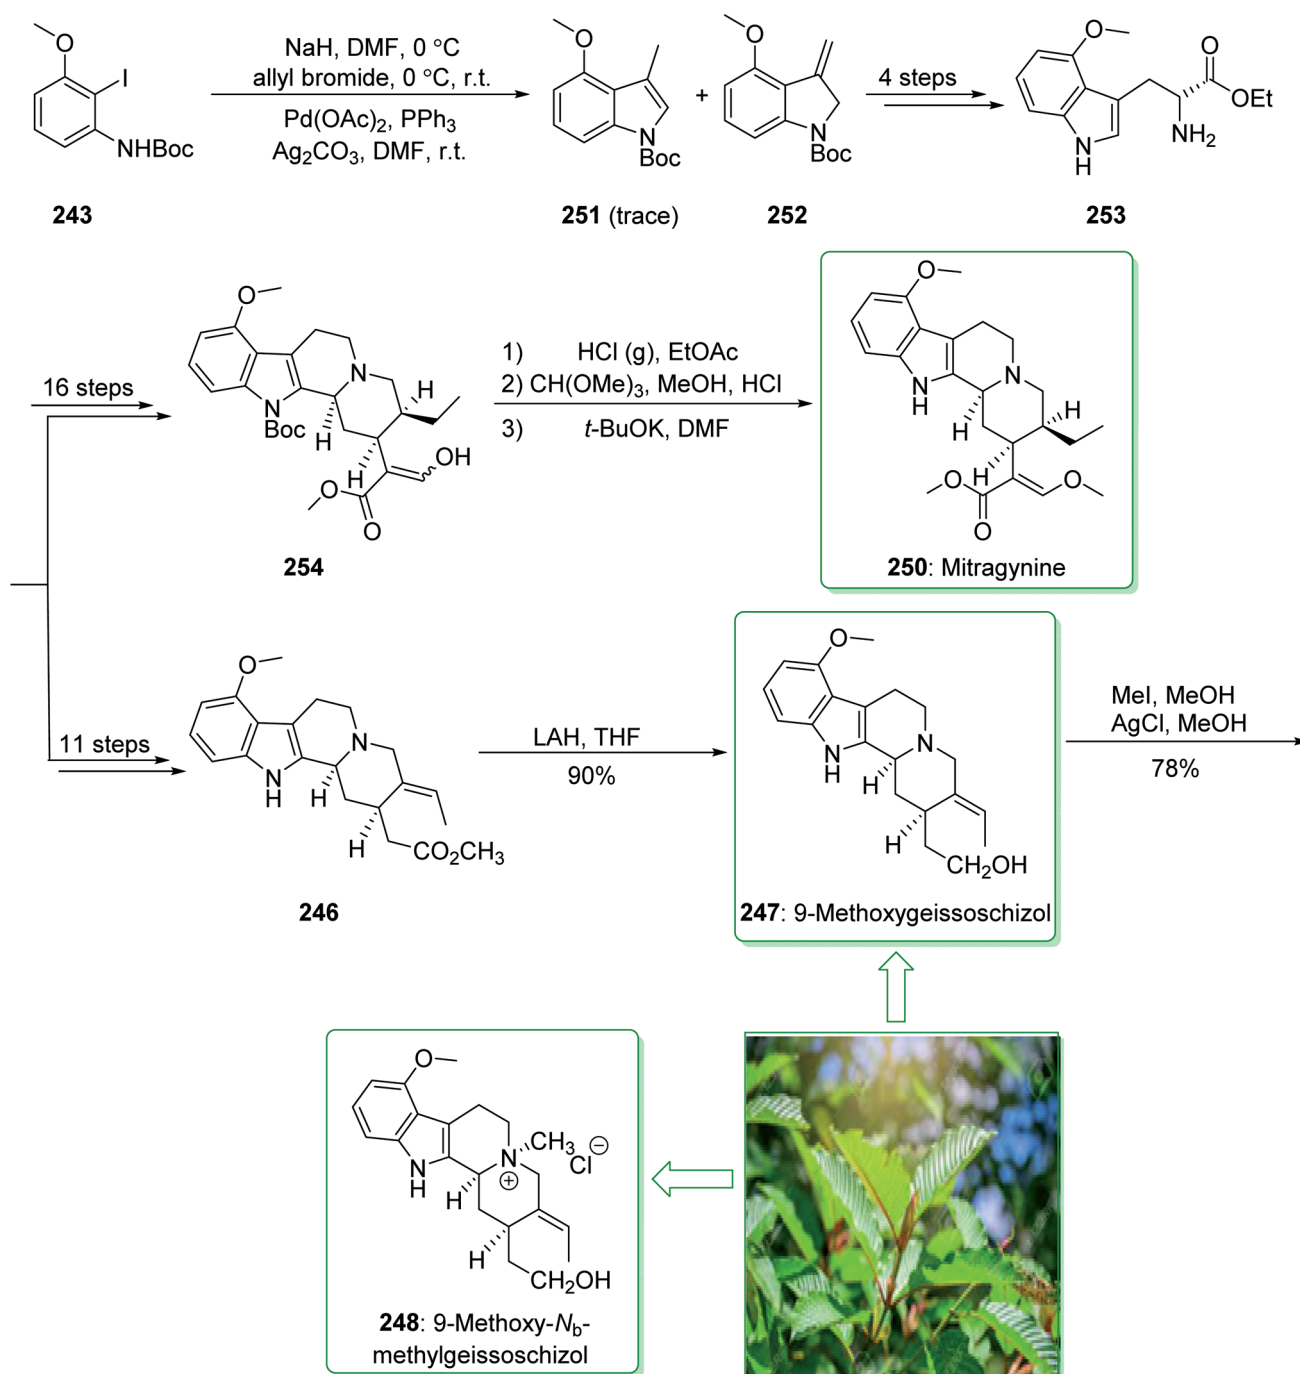 NaH, DMF, 0 °C
allyl bromide, 0 °C, r.t.
Pd(OAc)2, PPh3
Ag2CO3, DMF, r.t.
O
I
NHBoc
243
O
N
Boc
251 (trace)
+
O
N
Boc
252
4 steps
O
O
OEt
NH2
N
H
253
16 steps
O
N
N
Boc
H
H
H
OH
O
O
254
1) HCl (g), EtOAc
2) CH(OMe)3, MeOH, HCl
3) t-BuOK, DMF
O
N
N
H
H
H
H
O
O
O
250: Mitragynine
11 steps
O
N
N
H
H
H
CO2CH3
246
LAH, THF
90%
O
N
N
H
H
H
CH2OH
247: 9-Methoxygeissoschizol
MeI, MeOH
AgCl, MeOH
78%
O
N
CH3
Cl
⊖
⊕
N
H
H
H
CH2OH
248: 9-Methoxy-Nb-
methylgeissoschizol